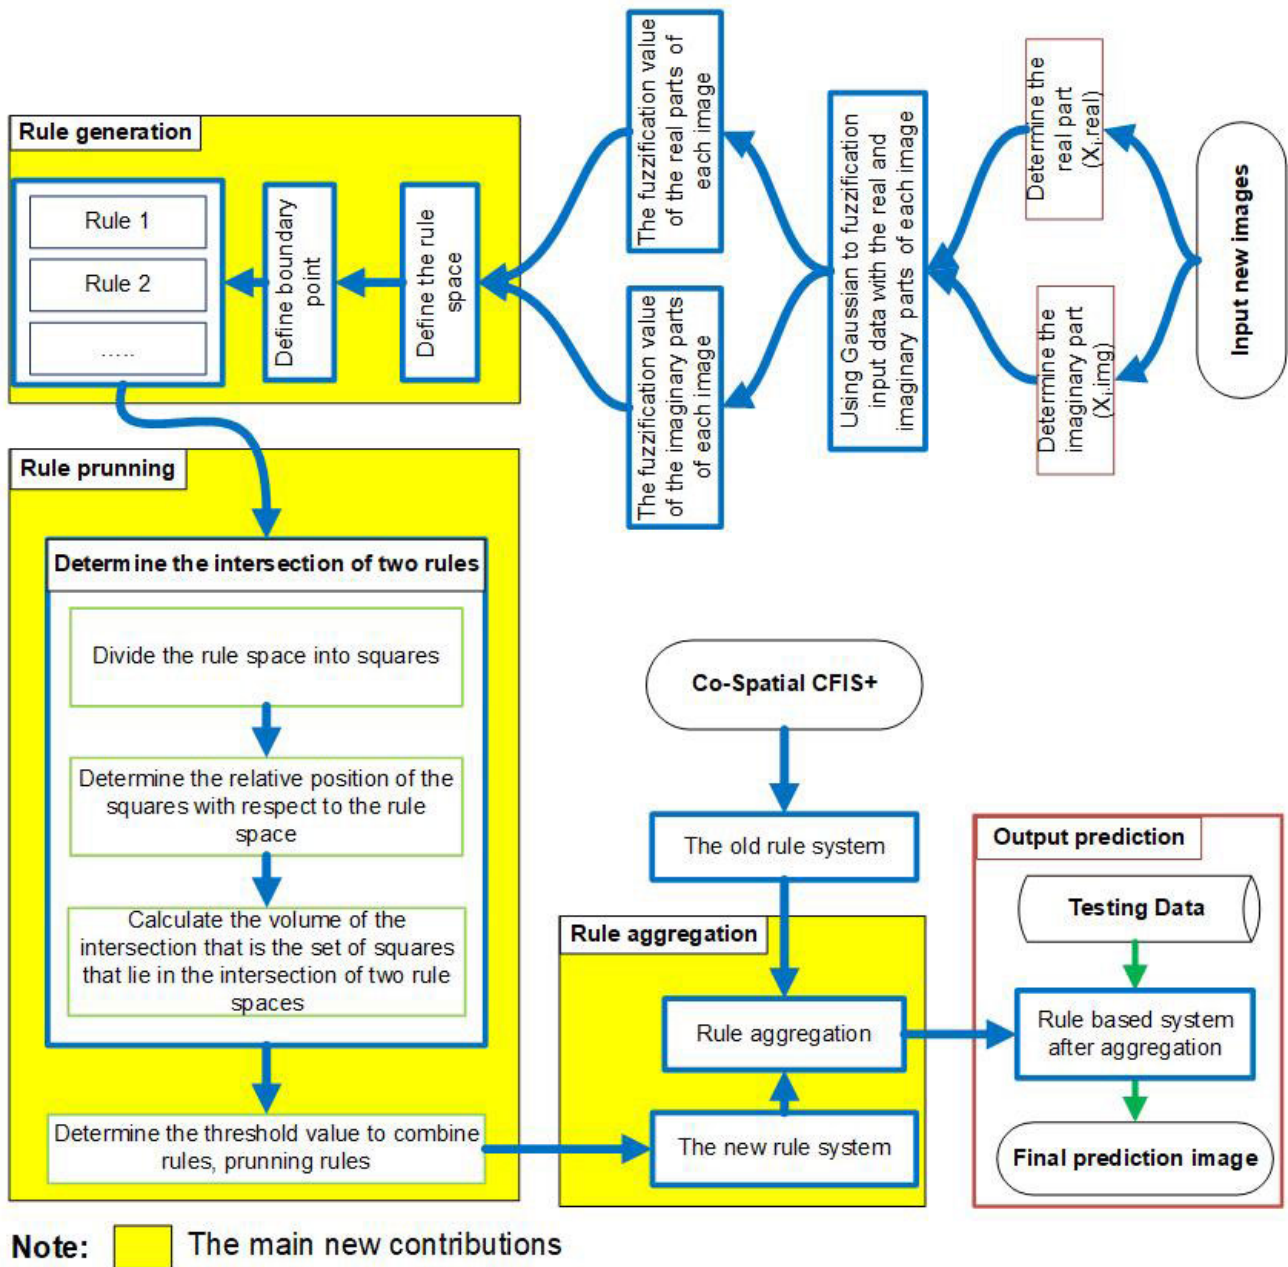 Rule generation
Rule 1
Rule 2
.....
Define boundary
point
Define the rule
space
The fuzzification value
of the real parts of
each image
The fuzzification value
of the imaginary parts
of each image
Using Gaussian to fuzzification
input data with the real and
imaginary parts of each image
Determine the
real part
(Xᵢ.real)
Determine the
imaginary part
(Xᵢ.img)
Input new images
Rule prunning
Determine the intersection of two rules
Divide the rule space into squares
Determine the relative position of the
squares with respect to the rule
space
Calculate the volume of the
intersection that is the set of squares
that lie in the intersection of two rule
spaces
Determine the threshold value to combine
rules, prunning rules
Co-Spatial CFIS+
The old rule system
Rule aggregation
Rule aggregation
The new rule system
Output prediction
Testing Data
Rule based system
after aggregation
Final prediction image
Note:
The main new contributions